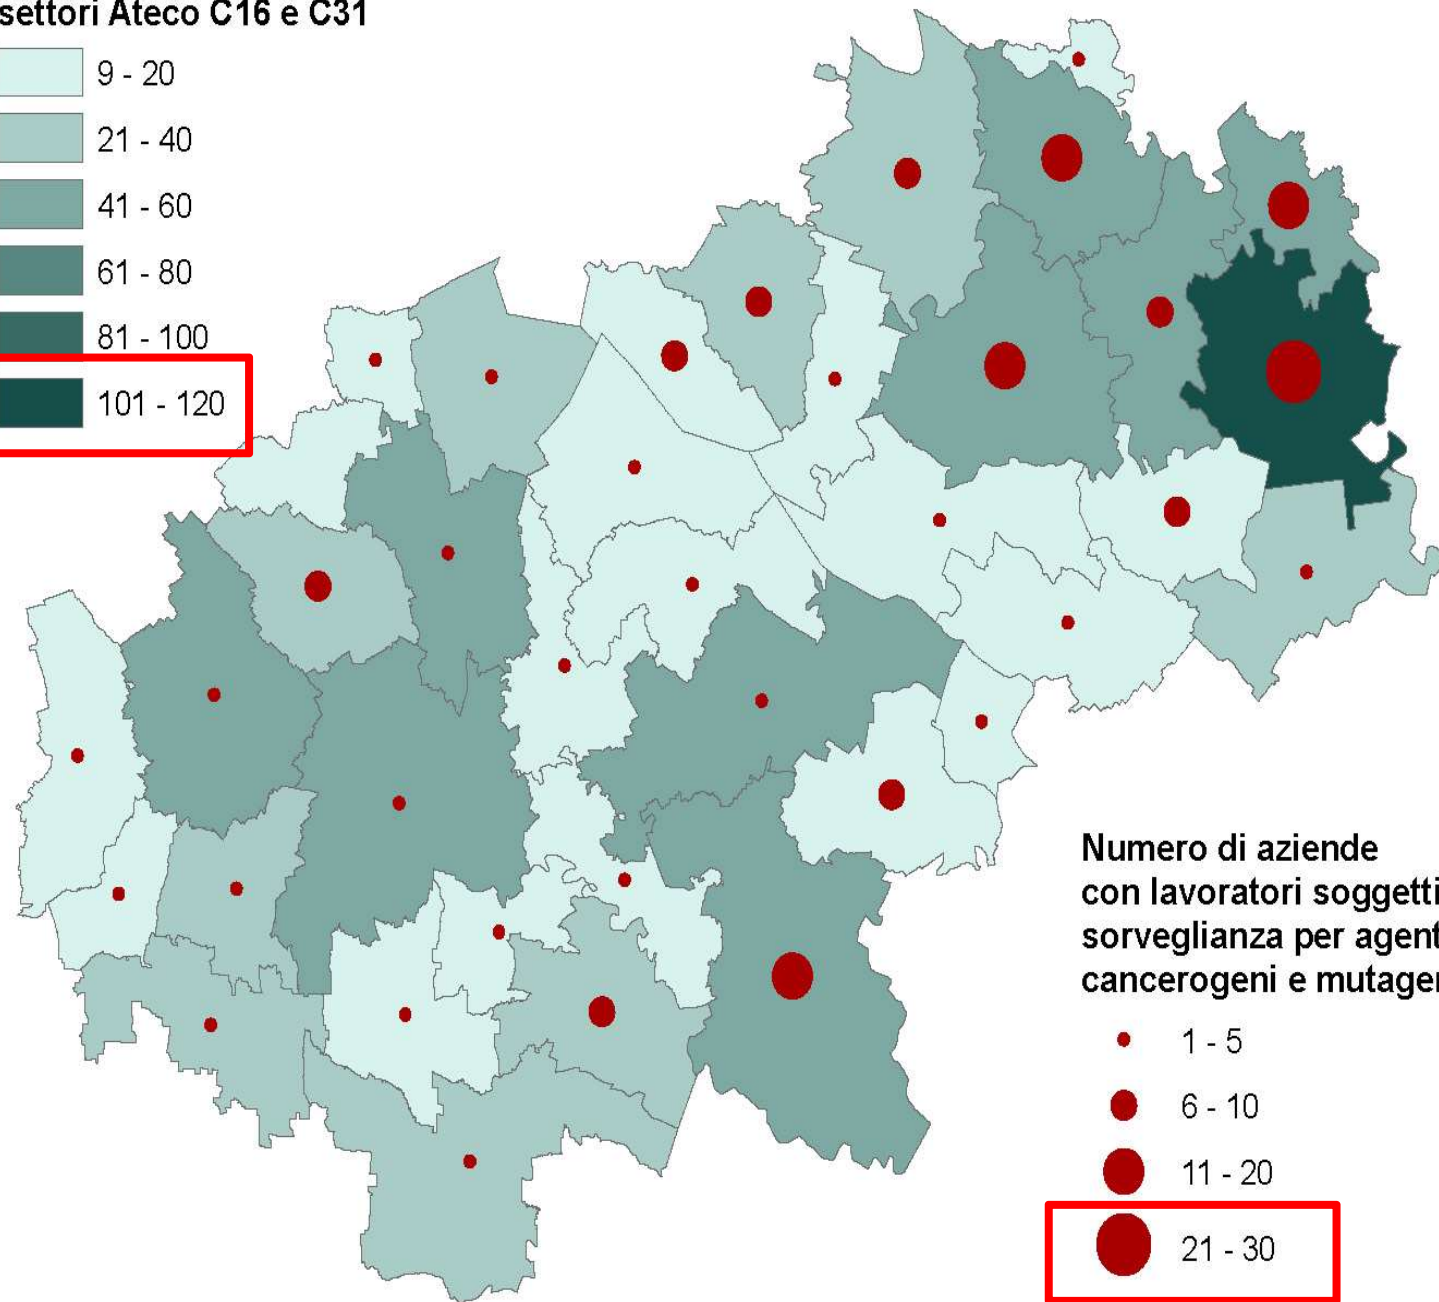 settori Ateco C16 e C31
9 - 20
21 - 40
41 - 60
61 - 80
81 - 100
101 - 120
Numero di aziende
con lavoratori soggetti
sorveglianza per agent
cancerogeni e mutagen
1 - 5
6 - 10
11 - 20
21 - 30